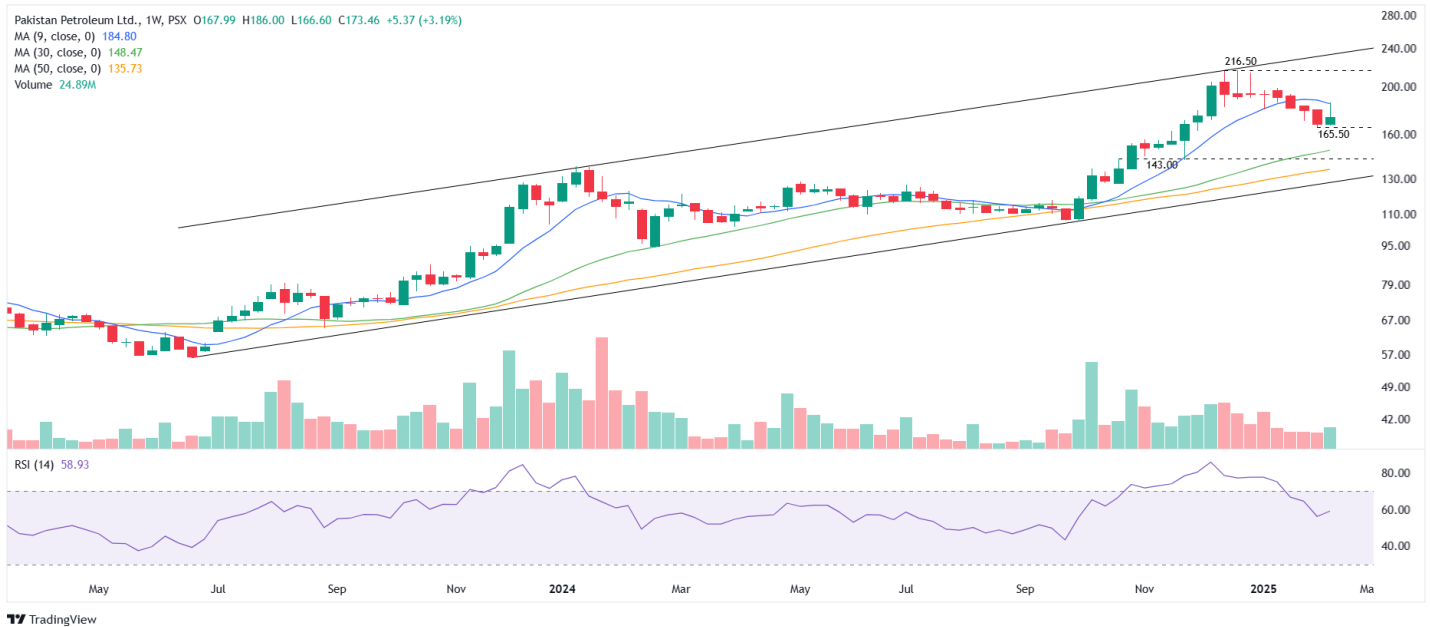 Pakistan Petroleum Ltd., 1W, PSX O167.99 H186.00 L166.60 C173.46 +5.37 (+3.19%)
MA (9, close, 0) 184.80
MA (30, close, 0) 148.47
MA (50, close, 0) 135.73
Volume 24.89M
216.50
165.50
143.00
280.00
240.00
200.00
160.00
130.00
110.00
95.00
79.00
67.00
57.00
49.00
42.00
RSI (14) 58.93
80.00
60.00
40.00
May Jul Sep Nov 2024 Mar May Jul Sep Nov 2025 Ma
TradingView